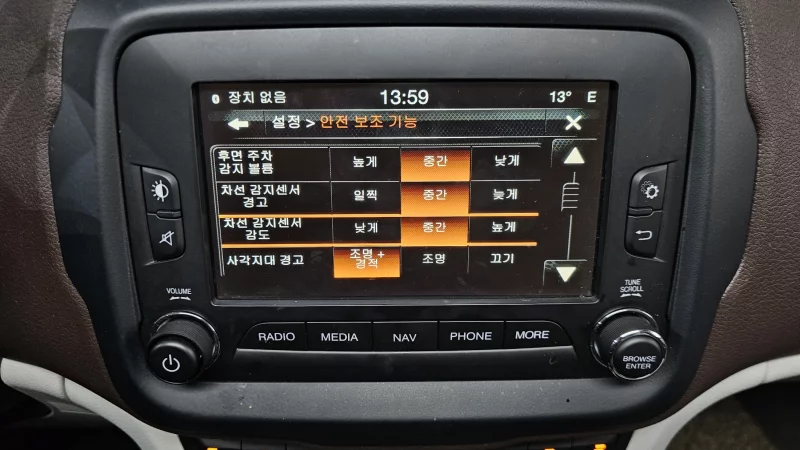 장치 없음 13:59 13° E
설정 > 안전 보조 기능
후면 주차
감지 볼륨 높게 중간 낮게
차선 감지센서
경고 일찍 중간 늦게
차선 감지센서
강도 낮게 중간 높게
사각지대 경고 조명 +
경적 조명 끄기
VOLUME
TUNE
SCROLL
RADIO MEDIA NAV PHONE MORE
BROWSE
ENTER